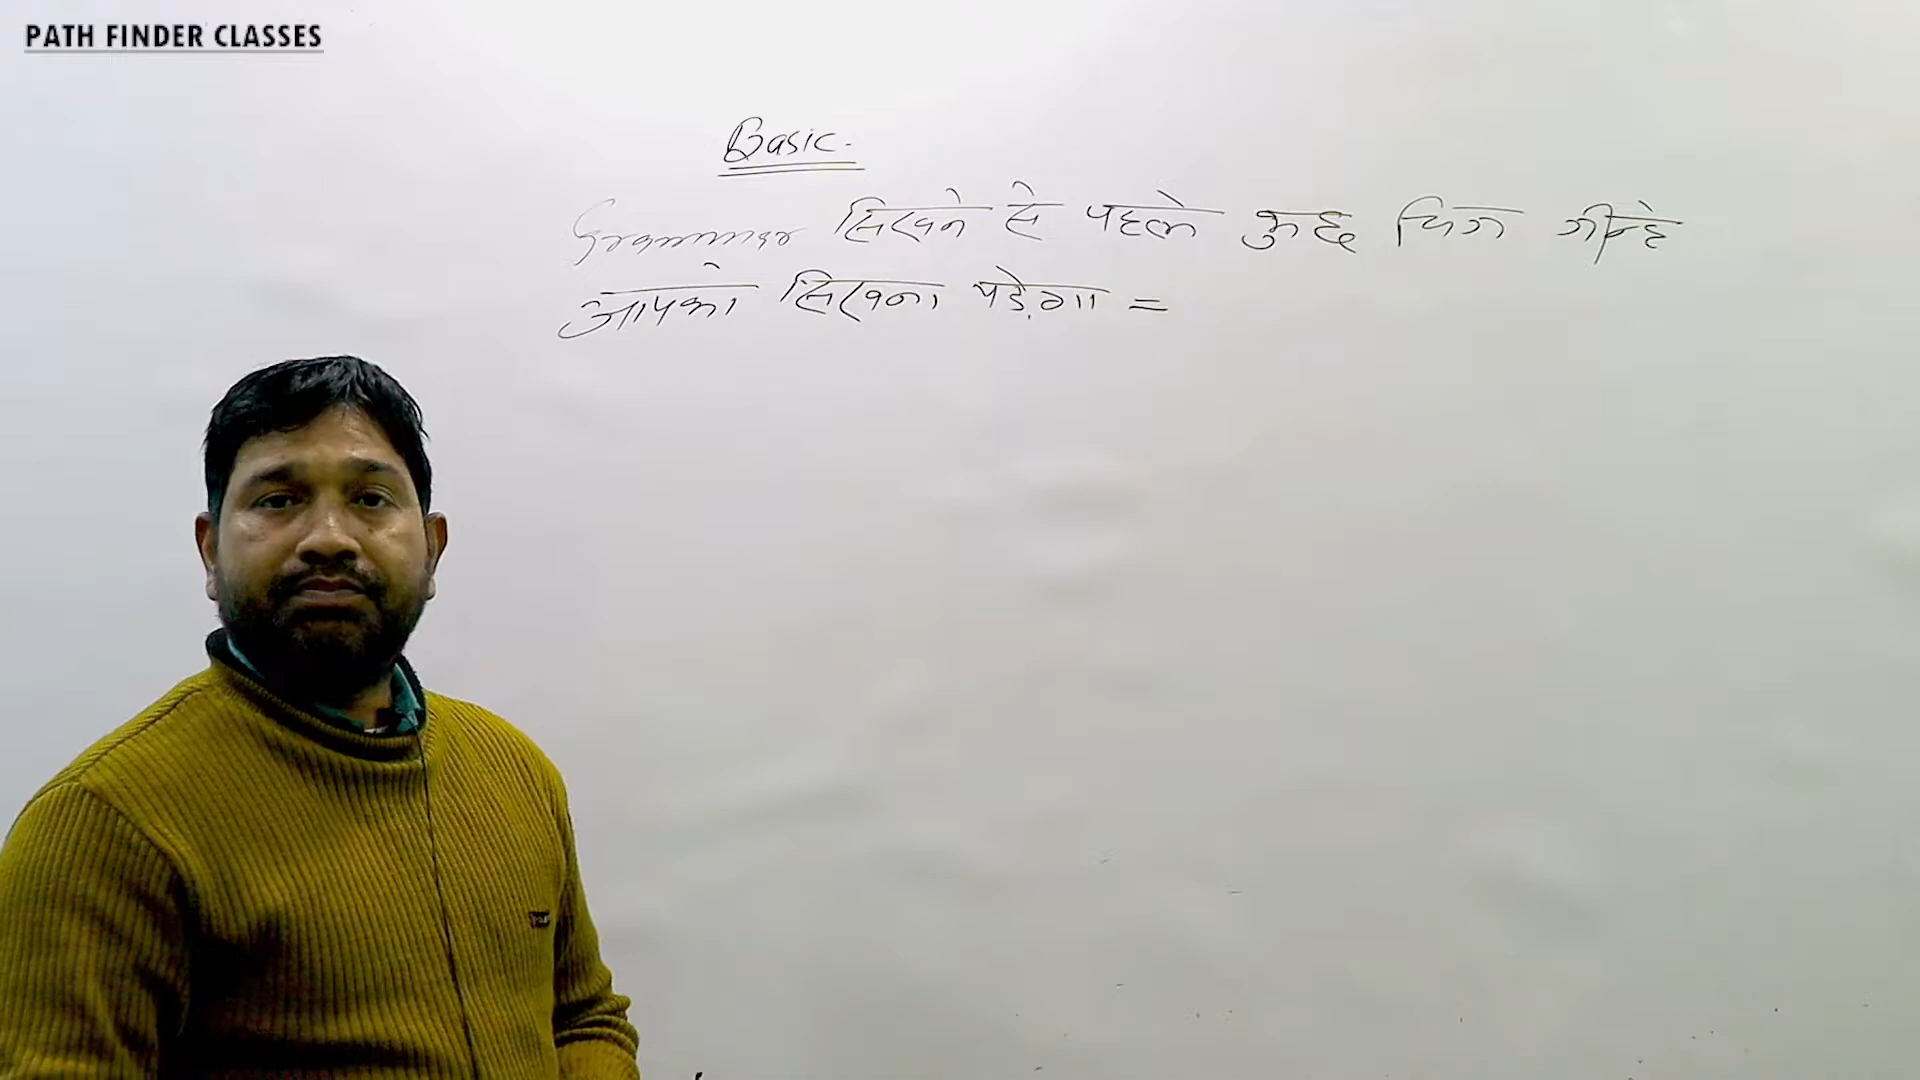 PATH FINDER CLASSES
Basic.
Grammar सिखने से पहले कुछ चिज जीन्हे
आपको सिखना पड़ेगा =